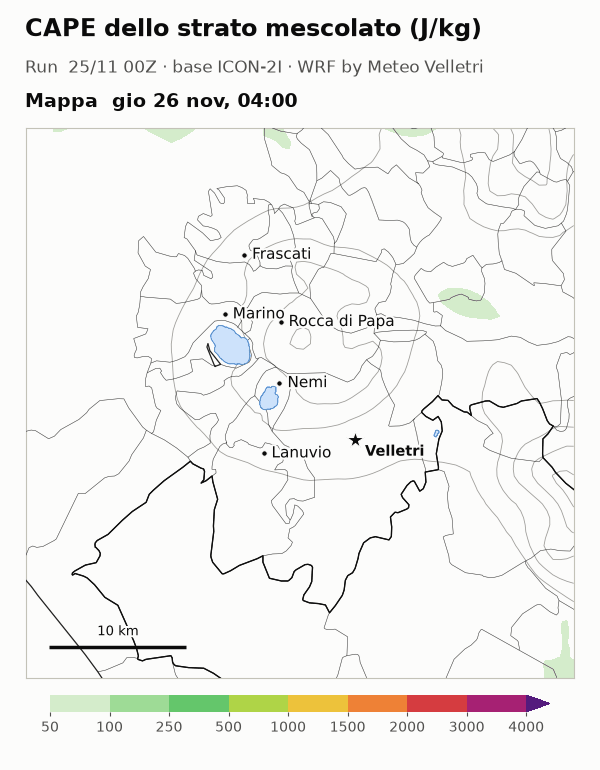 CAPE dello strato mescolato (J/kg)
Run  25/11 00Z · base ICON-2I · WRF by Meteo Velletri
Mappa  gio 26 nov, 04:00
Frascati
Marino
Rocca di Papa
Nemi
Velletri
Lanuvio
10 km
50 100 250 500 1000 1500 2000 3000 4000